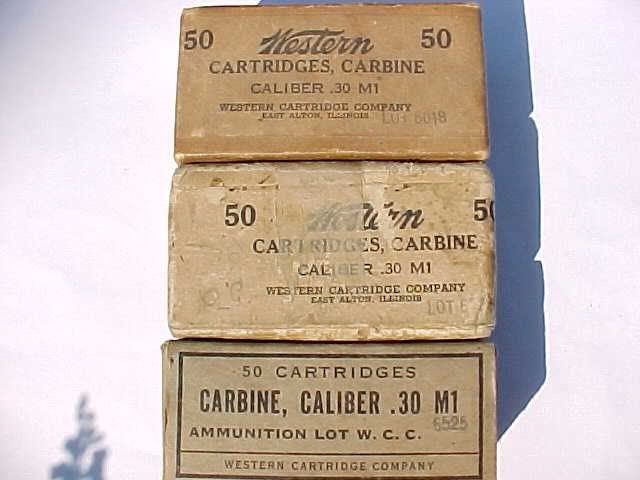 50 Western 50
CARTRIDGES, CARBINE
CALIBER .30 M1
WESTERN CARTRIDGE COMPANY
EAST ALTON, ILLINOIS
LOT 6018
50 Western 50
CARTRIDGES, CARBINE
CALIBER .30 M1
WESTERN CARTRIDGE COMPANY
EAST ALTON, ILLINOIS
LOT
50 CARTRIDGES
CARBINE, CALIBER .30 M1
AMMUNITION LOT W. C. C. 6525
WESTERN CARTRIDGE COMPANY